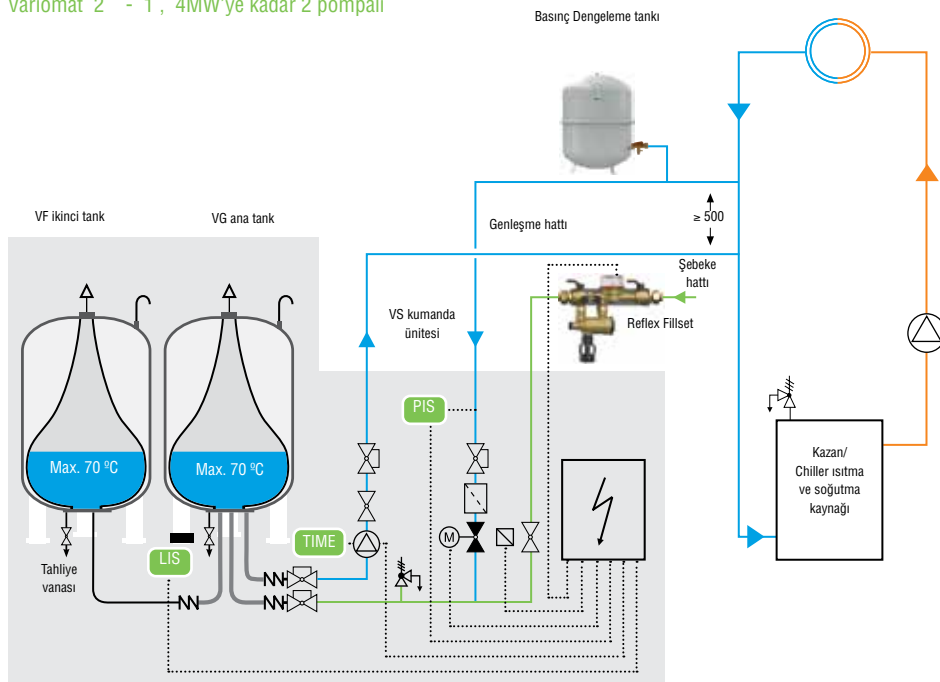 Variomat 2 - 1 , 4MW'ye kadar 2 pompalı
Basınç Dengeleme tankı
VF ikinci tank
VG ana tank
Genleşme hattı
≥ 500
Şebeke
hattı
VS kumanda
ünitesi
Reflex Fillset
PIS
Max. 70 ºC
Max. 70 ºC
Kazan/
Chiller ısıtma
ve soğutma
kaynağı
M
TIME
LIS
Tahliye
vanası